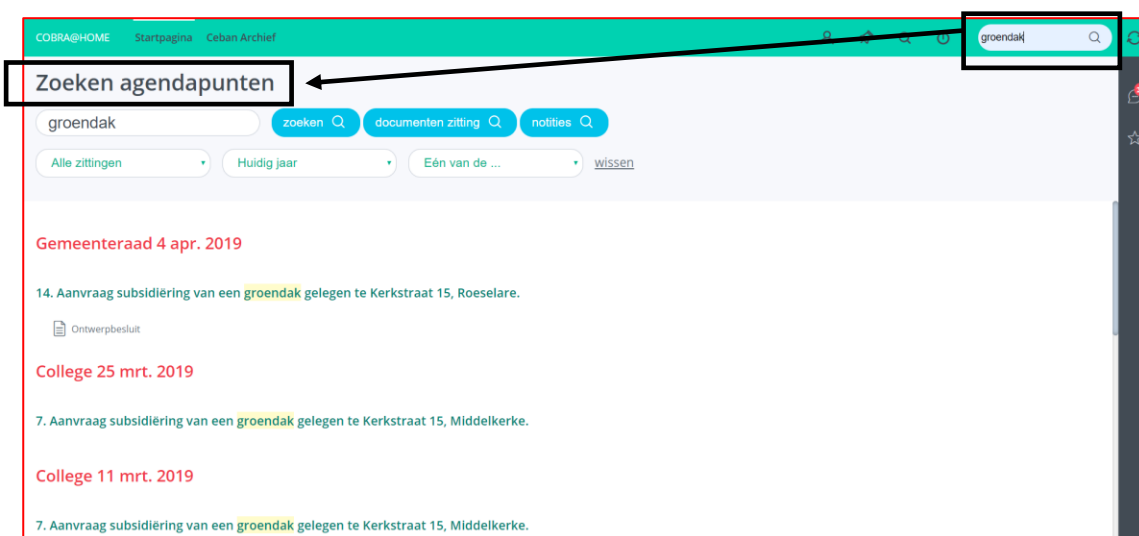 COBRA@HOME Startpagina Ceban Archief groendak
Zoeken agendapunten
groendak zoeken documenten zitting notities
Alle zittingen Huidig jaar Eén van de ... wissen
Gemeenteraad 4 apr. 2019
14. Aanvraag subsidiëring van een groendak gelegen te Kerkstraat 15, Roeselare.
Ontwerpbesluit
College 25 mrt. 2019
7. Aanvraag subsidiëring van een groendak gelegen te Kerkstraat 15, Middelkerke.
College 11 mrt. 2019
7. Aanvraag subsidiëring van een groendak gelegen te Kerkstraat 15, Middelkerke.